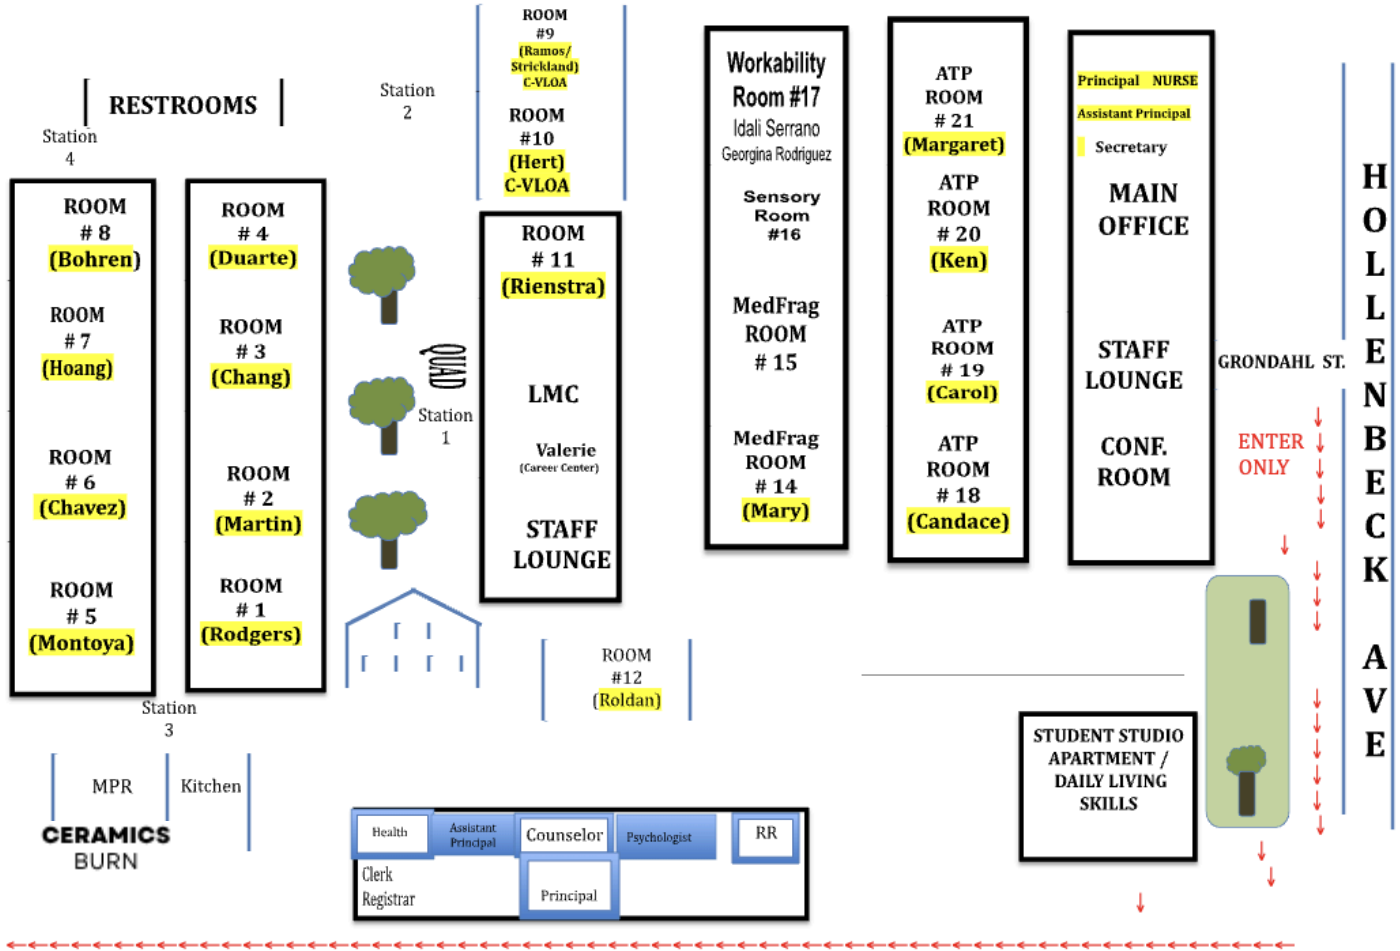 RESTROOMS
Station
4
ROOM
# 8
(Bohren)
ROOM
# 7
(Hoang)
ROOM
# 6
(Chavez)
ROOM
# 5
(Montoya)
ROOM
# 4
(Duarte)
ROOM
# 3
(Chang)
ROOM
# 2
(Martin)
ROOM
# 1
(Rodgers)
Station
3
MPR
Kitchen
CERAMICS
BURN
Station
2
QUAD
Station
1
ROOM
#9
(Ramos/
Strickland)
C-VLOA
ROOM
#10
(Hert)
C-VLOA
ROOM
# 11
(Rienstra)
LMC
Valerie
(Career Center)
STAFF
LOUNGE
ROOM
#12
(Roldan)
Health
Assistant
Principal
Counselor
Psychologist
RR
Clerk
Registrar
Principal
Workability
Room #17
Idali Serrano
Georgina Rodriguez
Sensory
Room
#16
MedFrag
ROOM
# 15
MedFrag
ROOM
# 14
(Mary)
ATP
ROOM
# 21
(Margaret)
ATP
ROOM
# 20
(Ken)
ATP
ROOM
# 19
(Carol)
ATP
ROOM
# 18
(Candace)
Principal NURSE
Assistant Principal
Secretary
MAIN
OFFICE
STAFF
LOUNGE
CONF.
ROOM
STUDENT STUDIO
APARTMENT /
DAILY LIVING
SKILLS
GRONDAHL ST.
ENTER
ONLY
HOLLENBECK AVE